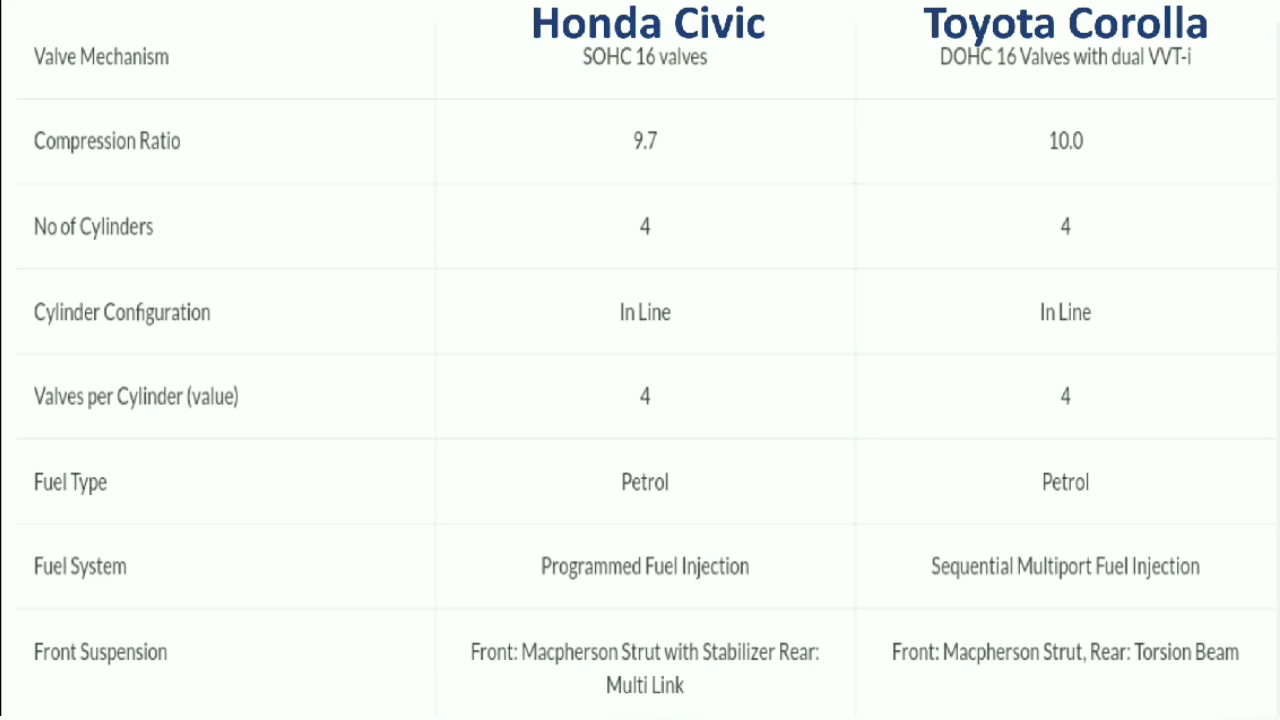 Honda Civic Toyota Corolla
Valve Mechanism SOHC 16 valves DOHC 16 Valves with dual VVT-i
Compression Ratio 9.7 10.0
No of Cylinders 4 4
Cylinder Configuration In Line In Line
Valves per Cylinder (value) 4 4
Fuel Type Petrol Petrol
Fuel System Programmed Fuel Injection Sequential Multiport Fuel Injection
Front Suspension Front: Macpherson Strut with Stabilizer Rear: Front: Macpherson Strut, Rear: Torsion Beam
Multi Link